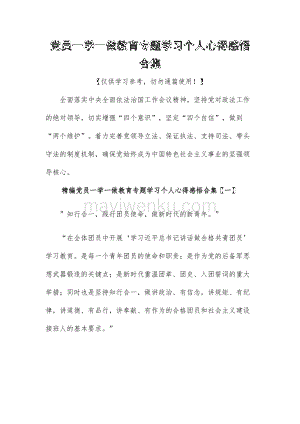 党员一学一做教育专题学习个人心得感悟
合集
【仅供学习参考，切勿通篇使用！】
全面落实中央全面依法治国工作会议精神，坚持党对政法工作
的绝对领导，切实增强“四个意识”、坚定“四个自信”、做到
“两个维护”。着力完善党领导立法、保证执法、支持司法、带头
守法的制度机制，确保党始终成为中国特色社会主义事业的坚强领
导核心。
精编党员一学一做教育专题学习个人心得感悟合集【一】
mayiwenku.com
“知行合一，践行团员使命，做新时代的新青年。”
“在全体团员中开展‘学习习近平总书记讲话做合格共青团员’
学习教育，是每一个青年团员的使命和职责；是作为党的后备军思
想武器锻造的关键点；是新时代重温团章、团史、入团誓词的重大
举措；同时也是坚持知行合一，做讲政治、有信念，讲规矩、有纪
律，讲道德、有品行，讲奉献、有作为的合格团员和社会主义建设
接班人的基本要求。”